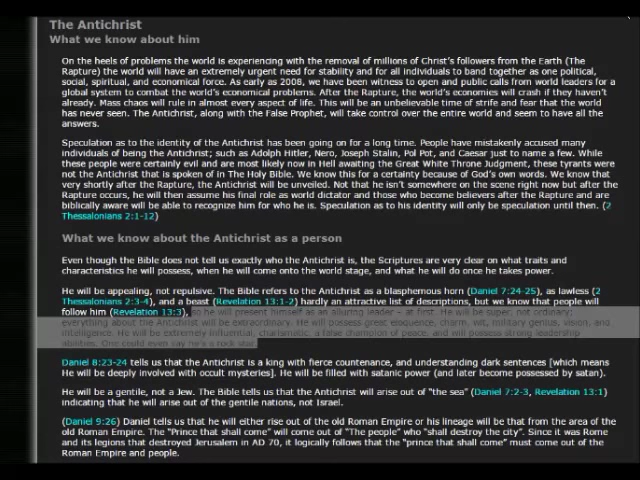 The Antichrist
What we know about him
On the heels of problems the world is experiencing with the removal of millions of Christ's followers from the Earth (The
Rapture) the world will have an extremely urgent need for stability and for all individuals to band together as one political,
social, spiritual, and economical force. As early as 2008, we have been witness to open and public calls from world leaders for a
global system to combat the world's economical problems. After the Rapture, the world's economies will crash if they haven't
already. Mass chaos will rule in almost every aspect of life. This will be an unbelievable time of strife and fear that the world
has never seen. The Antichrist, along with the False Prophet, will take control over the entire world and seem to have all the
answers.
Speculation as to the identity of the Antichrist has been going on for a long time. People have mistakenly accused many
individuals of being the Antichrist; such as Adolph Hitler, Nero, Joseph Stalin, Pol Pot, and Caesar just to name a few. While
these people were certainly evil and are most likely now in Hell awaiting the Great White Throne Judgment, these tyrants were
not the Antichrist that is spoken of in The Holy Bible. We know this for a certainty because of God's own words. We know that
very shortly after the Rapture, the Antichrist will be unveiled. Not that he isn't somewhere on the scene right now but after the
Rapture occurs, he will then assume his final role as world dictator and those who become believers after the Rapture and are
biblically aware will be able to recognize him for who he is. Speculation as to his identity will only be speculation until then. (2
Thessalonians 2:1-12)
What we know about the Antichrist as a person
Even though the Bible does not tell us exactly who the Antichrist is, the Scriptures are very clear on what traits and
characteristics he will possess, when he will come onto the world stage, and what he will do once he takes power.
He will be appealing, not repulsive. The Bible refers to the Antichrist as a blasphemous horn (Daniel 7:24-25), as lawless (2
Thessalonians 2:3-4), and a beast (Revelation 13:1-2) hardly an attractive list of descriptions, but we know that people will
follow him (Revelation 13:3), so he will present himself as an alluring leader – at first. He will be super, not ordinary;
everything about the Antichrist will be extraordinary. He will possess great eloquence, charm, wit, military genius, vision, and
intelligence. He will be extremely influential, charismatic, a false champion of peace, and will possess strong leadership
abilities. One could even say he's a rock star.
Daniel 8:23-24 tells us that the Antichrist is a king with fierce countenance, and understanding dark sentences [which means
He will be deeply involved with occult mysteries]. He will be filled with satanic power (and later become possessed by satan).
He will be a gentile, not a Jew. The Bible tells us that the Antichrist will arise out of "the sea" (Daniel 7:2-3, Revelation 13:1)
indicating that he will arise out of the gentile nations, not Israel.
(Daniel 9:26) Daniel tells us that he will either rise out of the old Roman Empire or his lineage will be that from the area of the
old Roman Empire. The "Prince that shall come" will come out of "The people" who "shall destroy the city". Since it was Rome
and its legions that destroyed Jerusalem in AD 70, it logically follows that the "prince that shall come" must come out of the
Roman Empire and people.